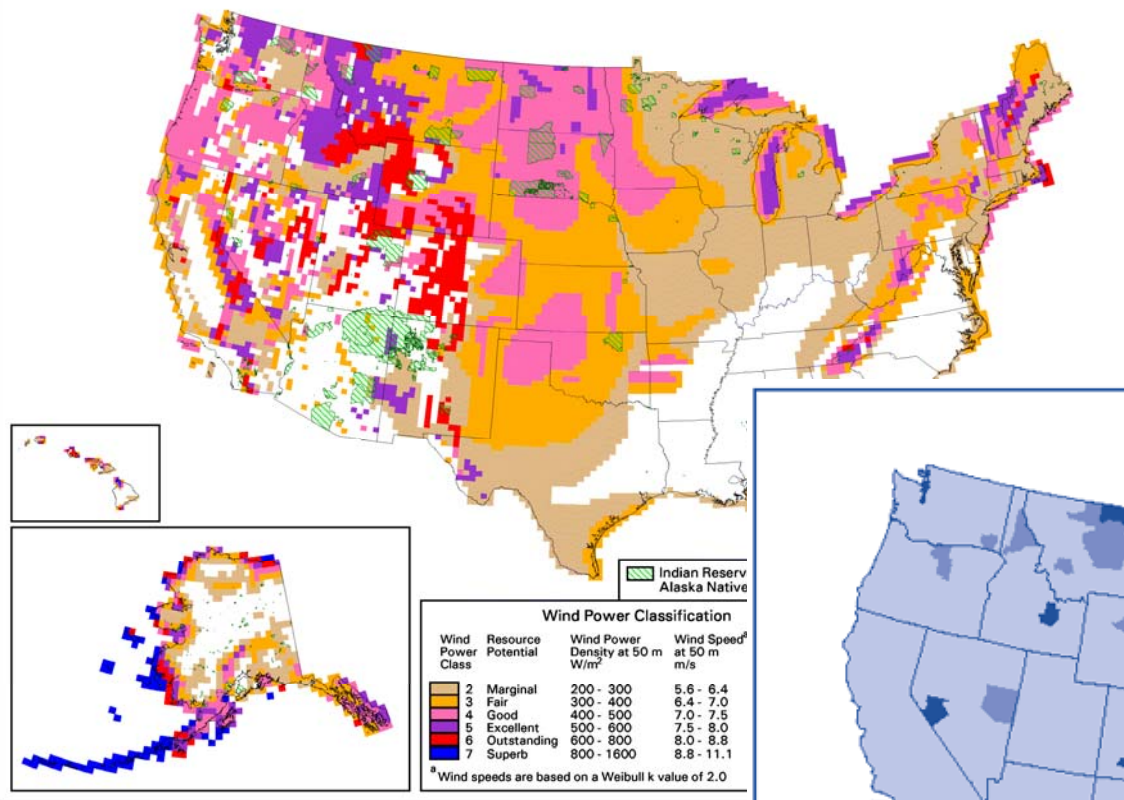 Indian Reserv
Alaska Native
Wind Power Classification
Wind Power Class Resource Potential Wind Power Density at 50 m W/m² Wind Speedᵃ at 50 m m/s
2 Marginal 200 - 300 5.6 - 6.4
3 Fair 300 - 400 6.4 - 7.0
4 Good 400 - 500 7.0 - 7.5
5 Excellent 500 - 600 7.5 - 8.0
6 Outstanding 600 - 800 8.0 - 8.8
7 Superb 800 - 1600 8.8 - 11.1
ᵃ Wind speeds are based on a Weibull k value of 2.0